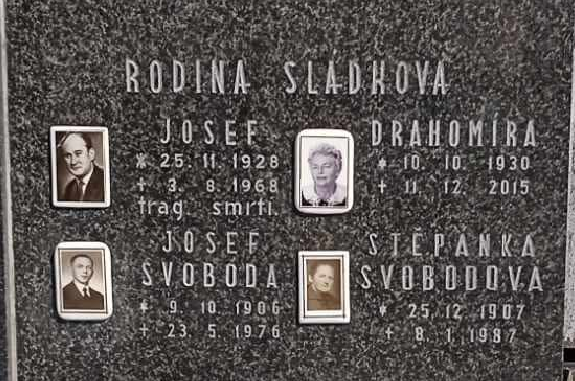 RODINA SLÁDKOVA
JOSEF
* 25. 11. 1928
+ 3. 8. 1968
trag. smrtí.
DRAHOMÍRA
* 10. 10. 1930
+ 11. 12. 2015
JOSEF
SVOBODA
* 9. 10. 1906
+ 23. 5. 1976
ŠTĚPÁNKA
SVOBODOVÁ
* 25. 12. 1907
+ 8. 1. 1987